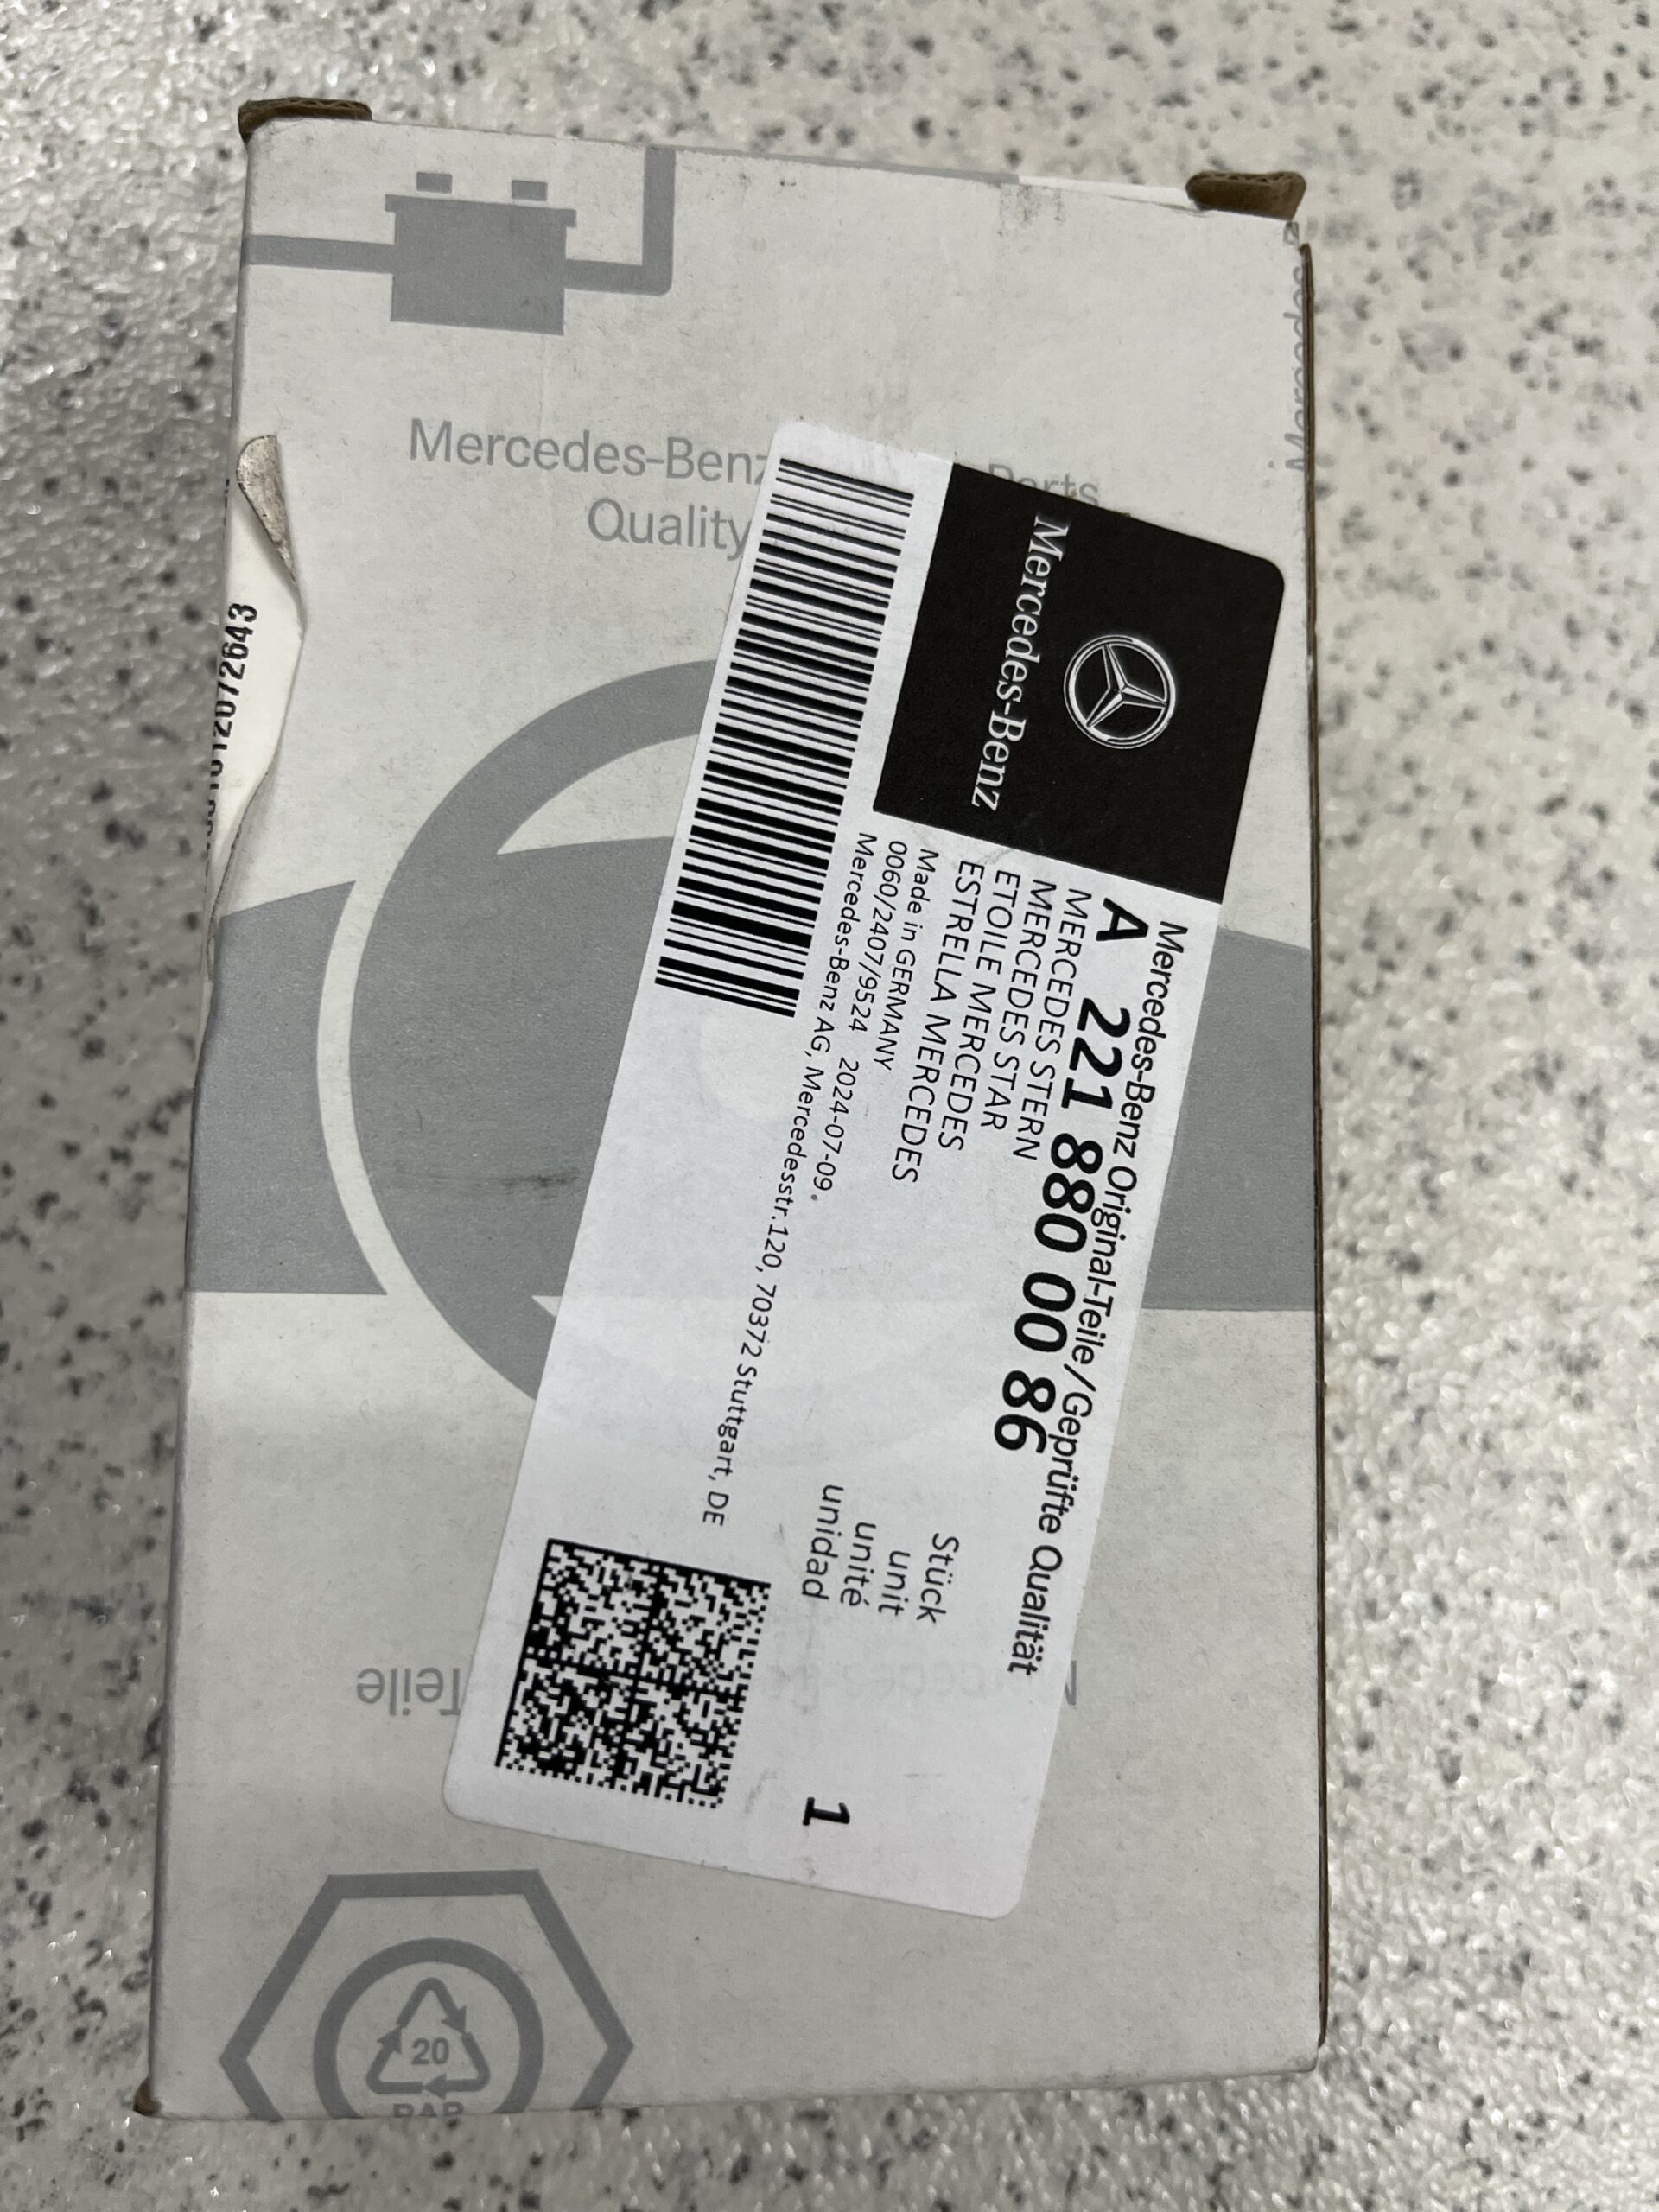 Mercedes-Benz
Parts
Quality
Mercedes-Benz
Mercedes-Benz Original-Teile/Geprüfte Qualität
A 221 880 00 86
MERCEDES STERN
MERCEDES STAR
ETOILE MERCEDES
ESTRELLA MERCEDES
Made in GERMANY
0060/2407/9524 2024-07-09.
Mercedes-Benz AG, Mercedesstr.120, 70372 Stuttgart, DE
Stück
unit
unité
unidad
1
Teile
20
PAP